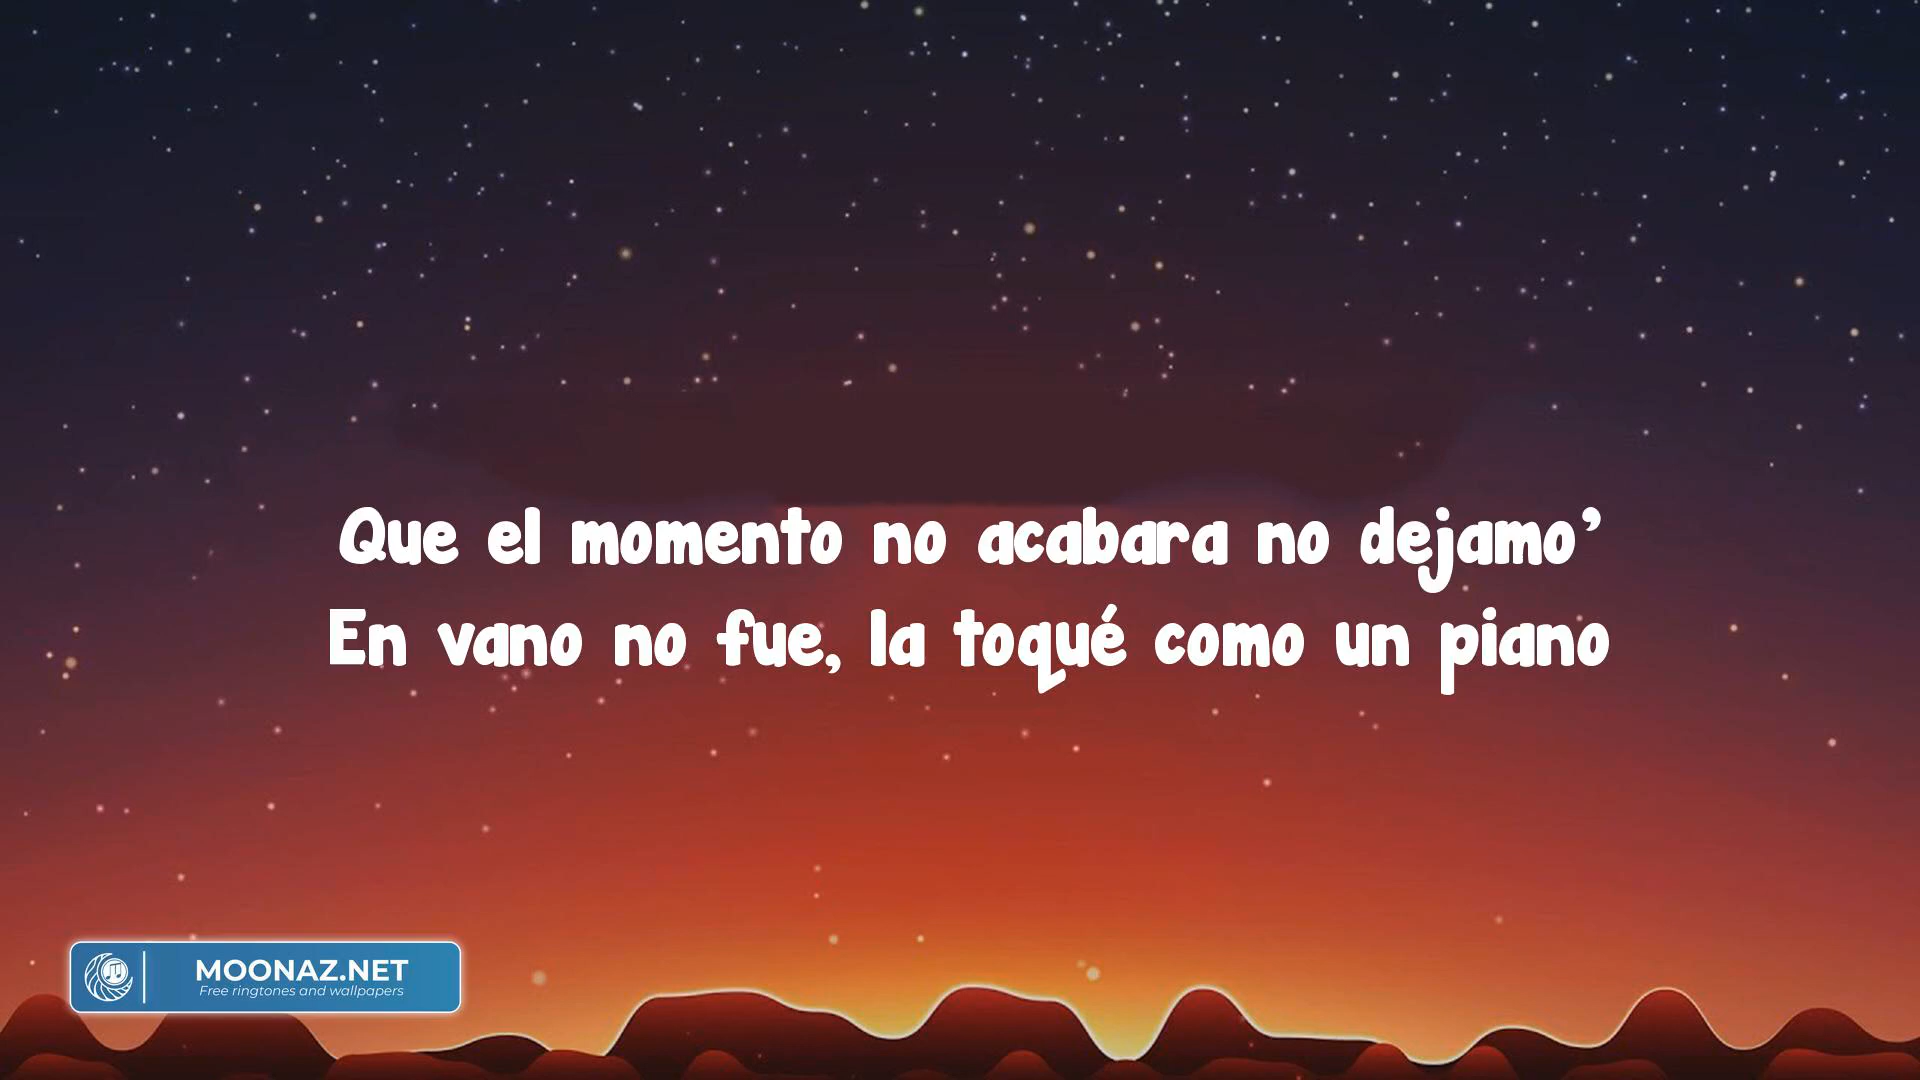 Que el momento no acabara no dejamo’
En vano no fue, la toqué como un piano
MOONAZ.NET
Free ringtones and wallpapers